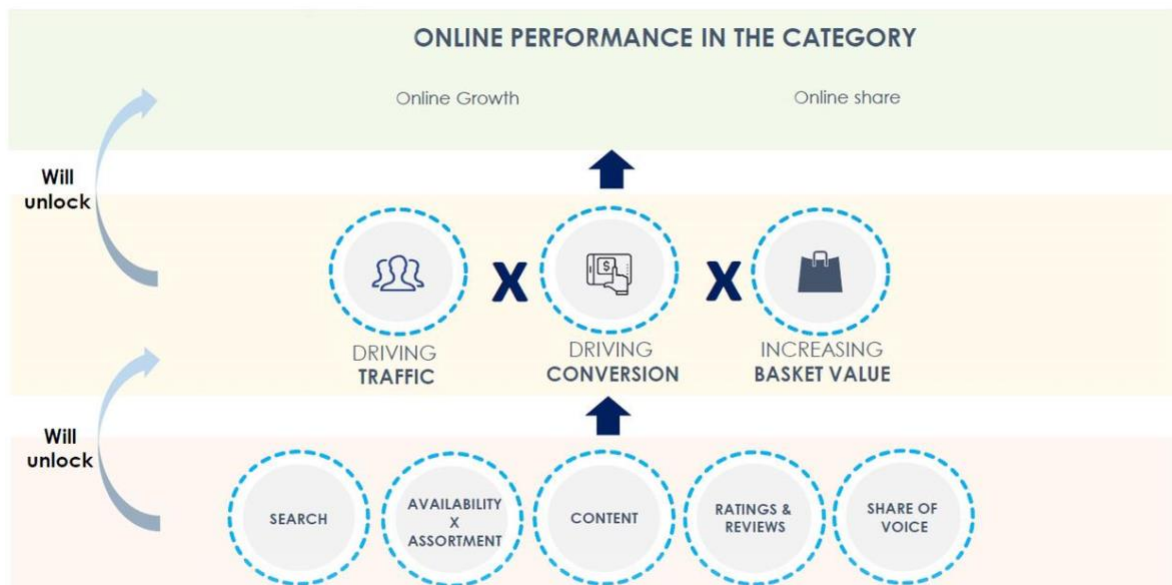 ONLINE PERFORMANCE IN THE CATEGORY
Online Growth
Online share
Will
unlock
X
X
$
DRIVING
TRAFFIC
DRIVING
CONVERSION
INCREASING
BASKET VALUE
Will
unlock
SEARCH
AVAILABILITY
X
ASSORTMENT
CONTENT
RATINGS &
REVIEWS
SHARE OF
VOICE